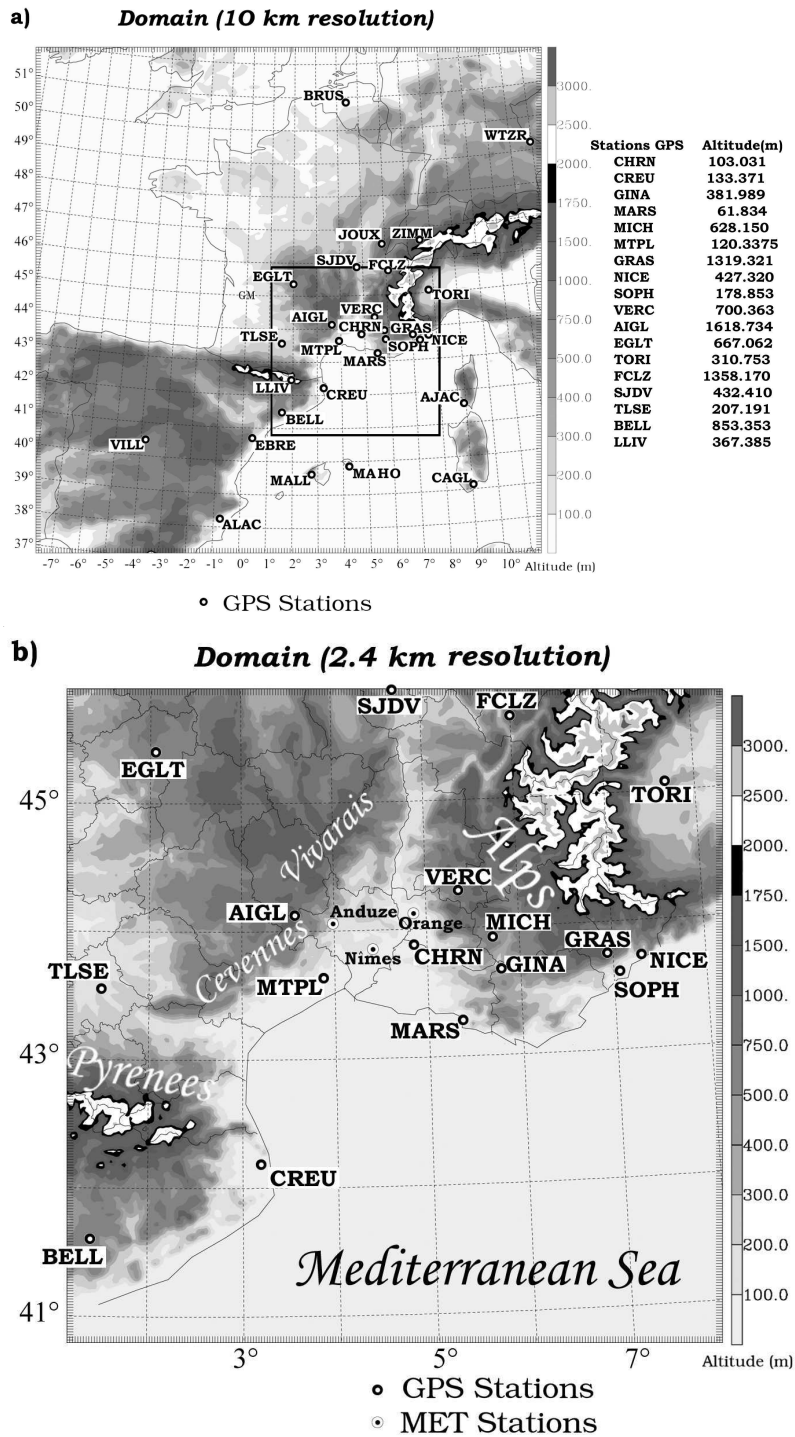 a)
Domain (10 km resolution)
51°
50°
49°
48°
47°
46°
45°
44°
43°
42°
41°
40°
39°
38°
37°
BRUS
WTZR
JOUX
ZIMM
SJDV
FCLZ
EGLT
GM
TORI
VERC
AIGL
CHRN
GRAS
TLSE
MTPL
SOPH
NICE
MARS
LLIV
CREU
AJAC
BELL
VILL
EBRE
MALL
MAHO
CAGL
ALAC
-7° -6° -5° -4° -3° -2° -1° 0° 1° 2° 3° 4° 5° 6° 7° 8° 9° 10° Altitude (m)
3000.
2500.
2000.
1750.
1500.
1000.
750.0
500.0
400.0
300.0
200.0
100.0
Stations GPS Altitude(m)
CHRN 103.031
CREU 133.371
GINA 381.989
MARS 61.834
MICH 628.150
MTPL 120.3375
GRAS 1319.321
NICE 427.320
SOPH 178.853
VERC 700.363
AIGL 1618.734
EGLT 667.062
TORI 310.753
FCLZ 1358.170
SJDV 432.410
TLSE 207.191
BELL 853.353
LLIV 367.385
GPS Stations
b)
Domain (2.4 km resolution)
SJDV
FCLZ
EGLT
TORI
45°
Vivarais
Alps
VERC
AIGL
Anduze
Orange
MICH
Cevennes
Nîmes
CHRN
GRAS
NICE
TLSE
MTPL
GINA
SOPH
MARS
43°
Pyrenees
CREU
BELL
Mediterranean Sea
41°
3° 5° 7°
3000.
2500.
2000.
1750.
1500.
1000.
750.0
500.0
400.0
300.0
200.0
100.0
Altitude (m)
GPS Stations
MET Stations